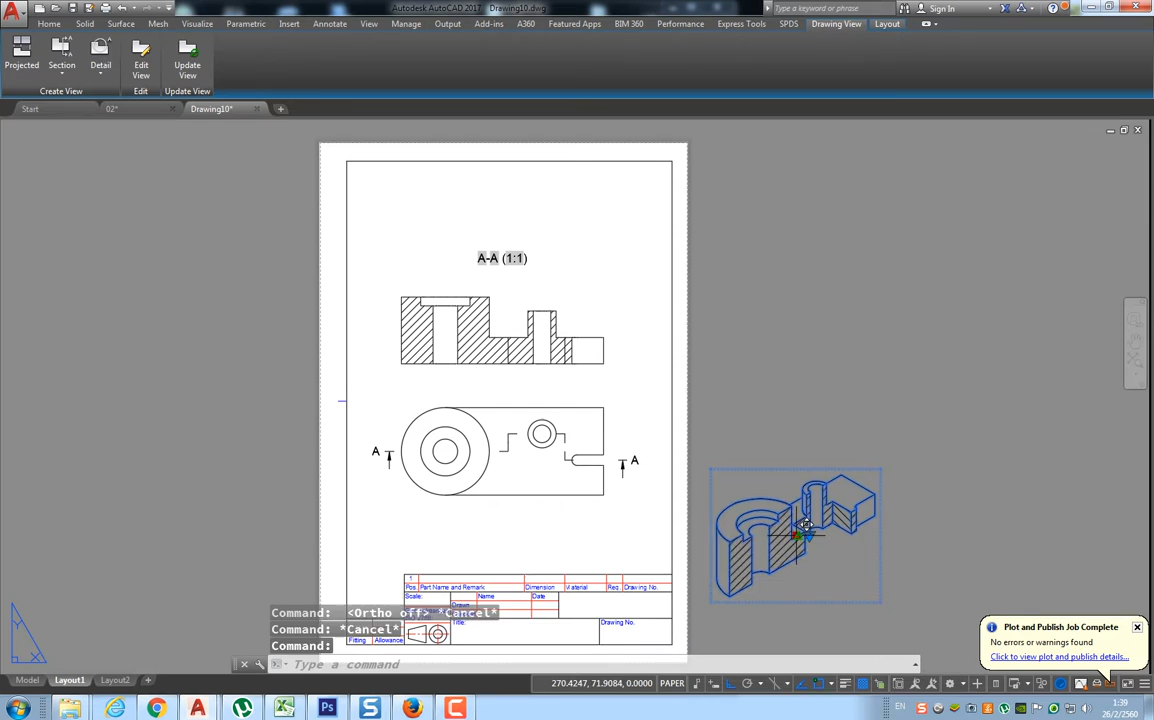 Autodesk AutoCAD 2017 Drawing10.dwg
Type a keyword or phrase
Sign In
Home Solid Surface Mesh Visualize Parametric Insert Annotate View Manage Output Add-ins A360 Featured Apps BIM 360 Performance Express Tools SPDS Drawing View Layout
Projected Section Detail Edit View Update View
Create View Edit Update View
Start 02* Drawing10*
A-A (1:1)
A A
1
Pos Part Name and Remark Dimension Material Req. Drawing No.
Scale: Name Date
Drawn
Title: Drawing No.
Fitting Allowance
Command: <Ortho off> *Cancel*
Command: *Cancel*
Command:
Type a command
Plot and Publish Job Complete
No errors or warnings found
Click to view plot and publish details...
Model Layout1 Layout2 +
270.4247, 71.9084, 0.0000 PAPER
EN
1:39
26/2/2560